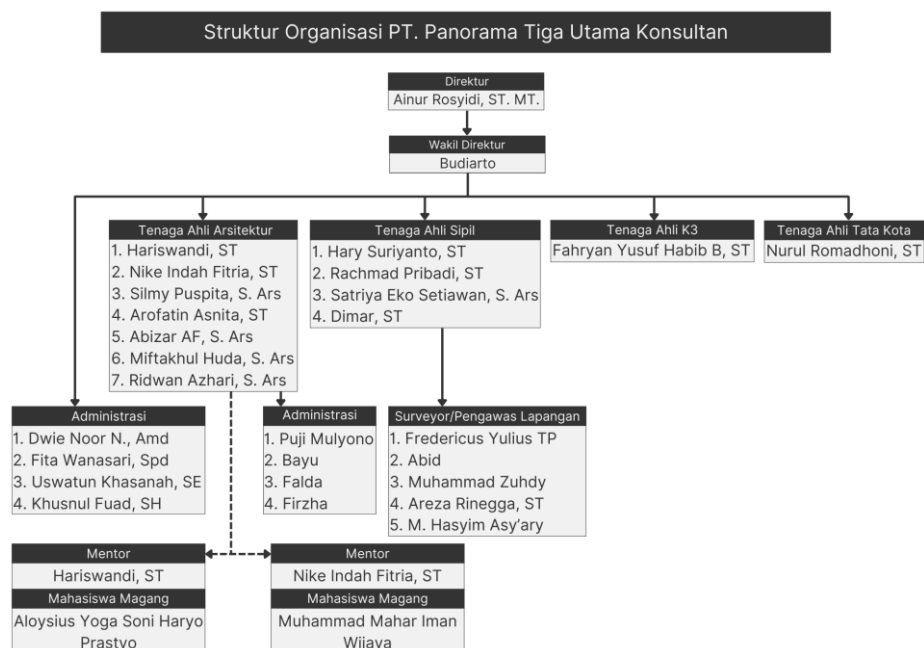 Struktur Organisasi PT. Panorama Tiga Utama Konsultan
Direktur
Ainur Rosyidi, ST. MT.
Wakil Direktur
Budiarto
Tenaga Ahli Arsitektur
1. Hariswandi, ST
2. Nike Indah Fitria, ST
3. Silmy Puspita, S. Ars
4. Arofatin Asnita, ST
5. Abizar AF, S. Ars
6. Miftakhul Huda, S. Ars
7. Ridwan Azhari, S. Ars
Tenaga Ahli Sipil
1. Hary Suriyanto, ST
2. Rachmad Pribadi, ST
3. Satriya Eko Setiawan, S. Ars
4. Dimar, ST
Tenaga Ahli K3
Fahryan Yusuf Habib B, ST
Tenaga Ahli Tata Kota
Nurul Romadhoni, ST
Administrasi
1. Dwie Noor N., Amd
2. Fita Wanasari, Spd
3. Uswatun Khasanah, SE
4. Khusnul Fuad, SH
Administrasi
1. Puji Mulyono
2. Bayu
3. Falda
4. Firzha
Surveyor/Pengawas Lapangan
1. Fredericus Yulius TP
2. Abid
3. Muhammad Zuhdy
4. Areza Rinegga, ST
5. M. Hasyim Asy'ary
Mentor
Hariswandi, ST
Mahasiswa Magang
Aloysius Yoga Soni Haryo
Prastyo
Mentor
Nike Indah Fitria, ST
Mahasiswa Magang
Muhammad Mahar Iman
Wijaya